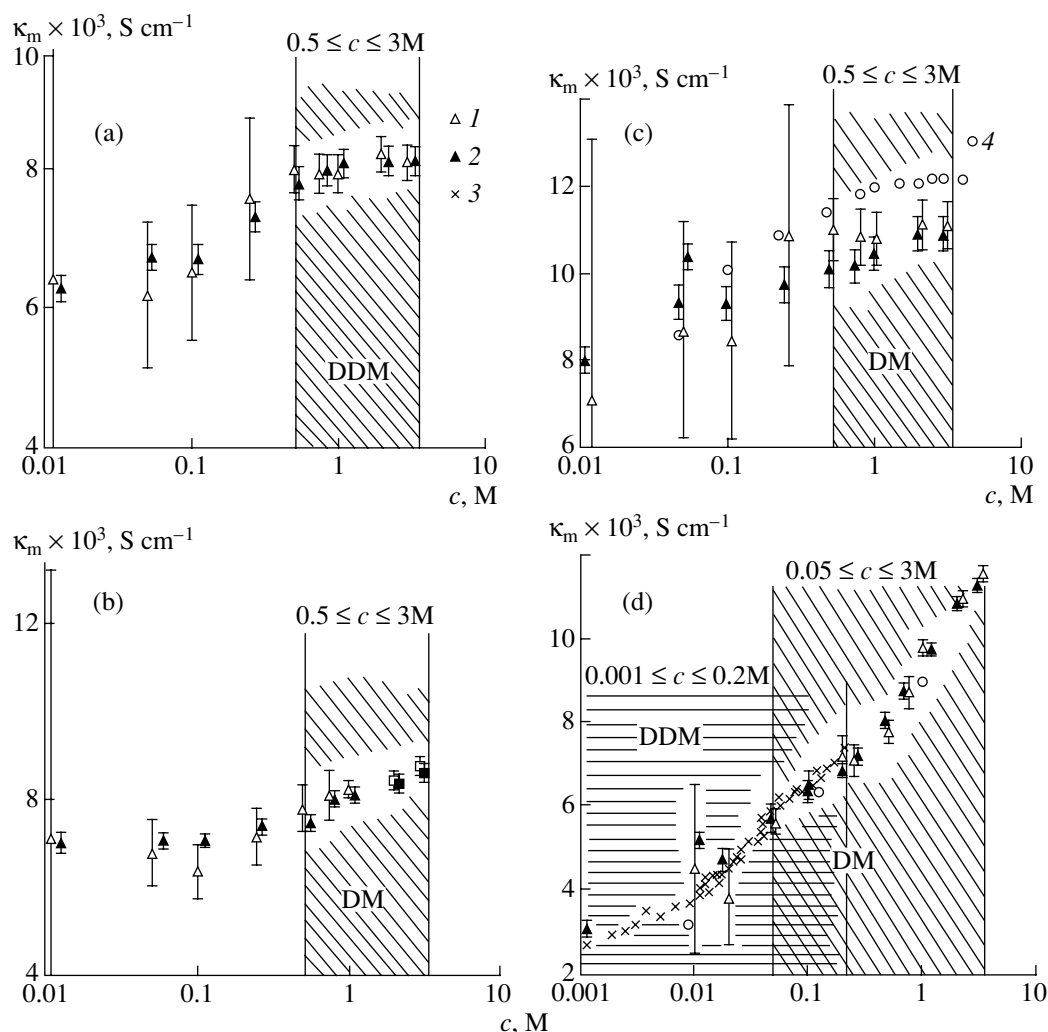 κm × 10³, S cm⁻¹
10
8
6
4
0.01
0.1
1
10
c, M
(a)
0.5 ≤ c ≤ 3M
DDM
1
2
3
κm × 10³, S cm⁻¹
12
10
8
6
0.01
0.1
1
10
c, M
(c)
0.5 ≤ c ≤ 3M
DM
4
κm × 10³, S cm⁻¹
12
8
4
0.01
0.1
1
10
c, M
(b)
0.5 ≤ c ≤ 3M
DM
κm × 10³, S cm⁻¹
10
8
6
4
2
0.001
0.01
0.1
1
10
c, M
(d)
0.05 ≤ c ≤ 3M
0.001 ≤ c ≤ 0.2M
DDM
DM